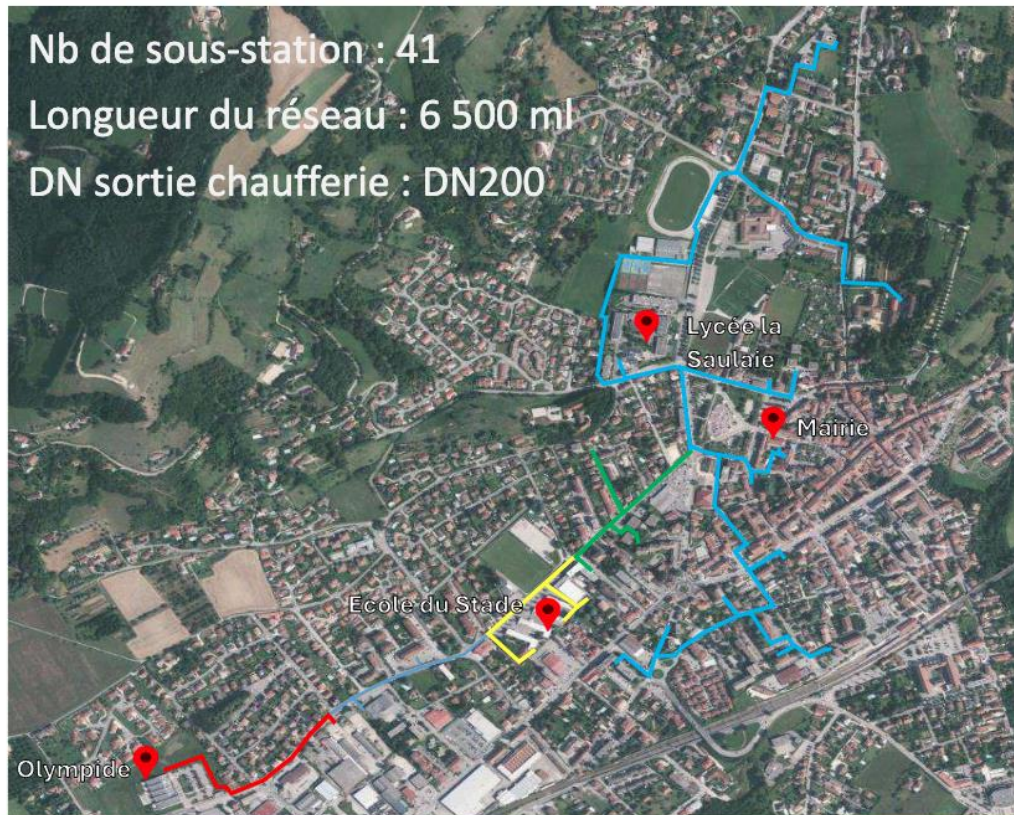 Nb de sous-station : 41
Longueur du réseau : 6 500 ml
DN sortie chaufferie : DN200
Lycée la
Saulaie
Mairie
Ecole du Stade
Olympide